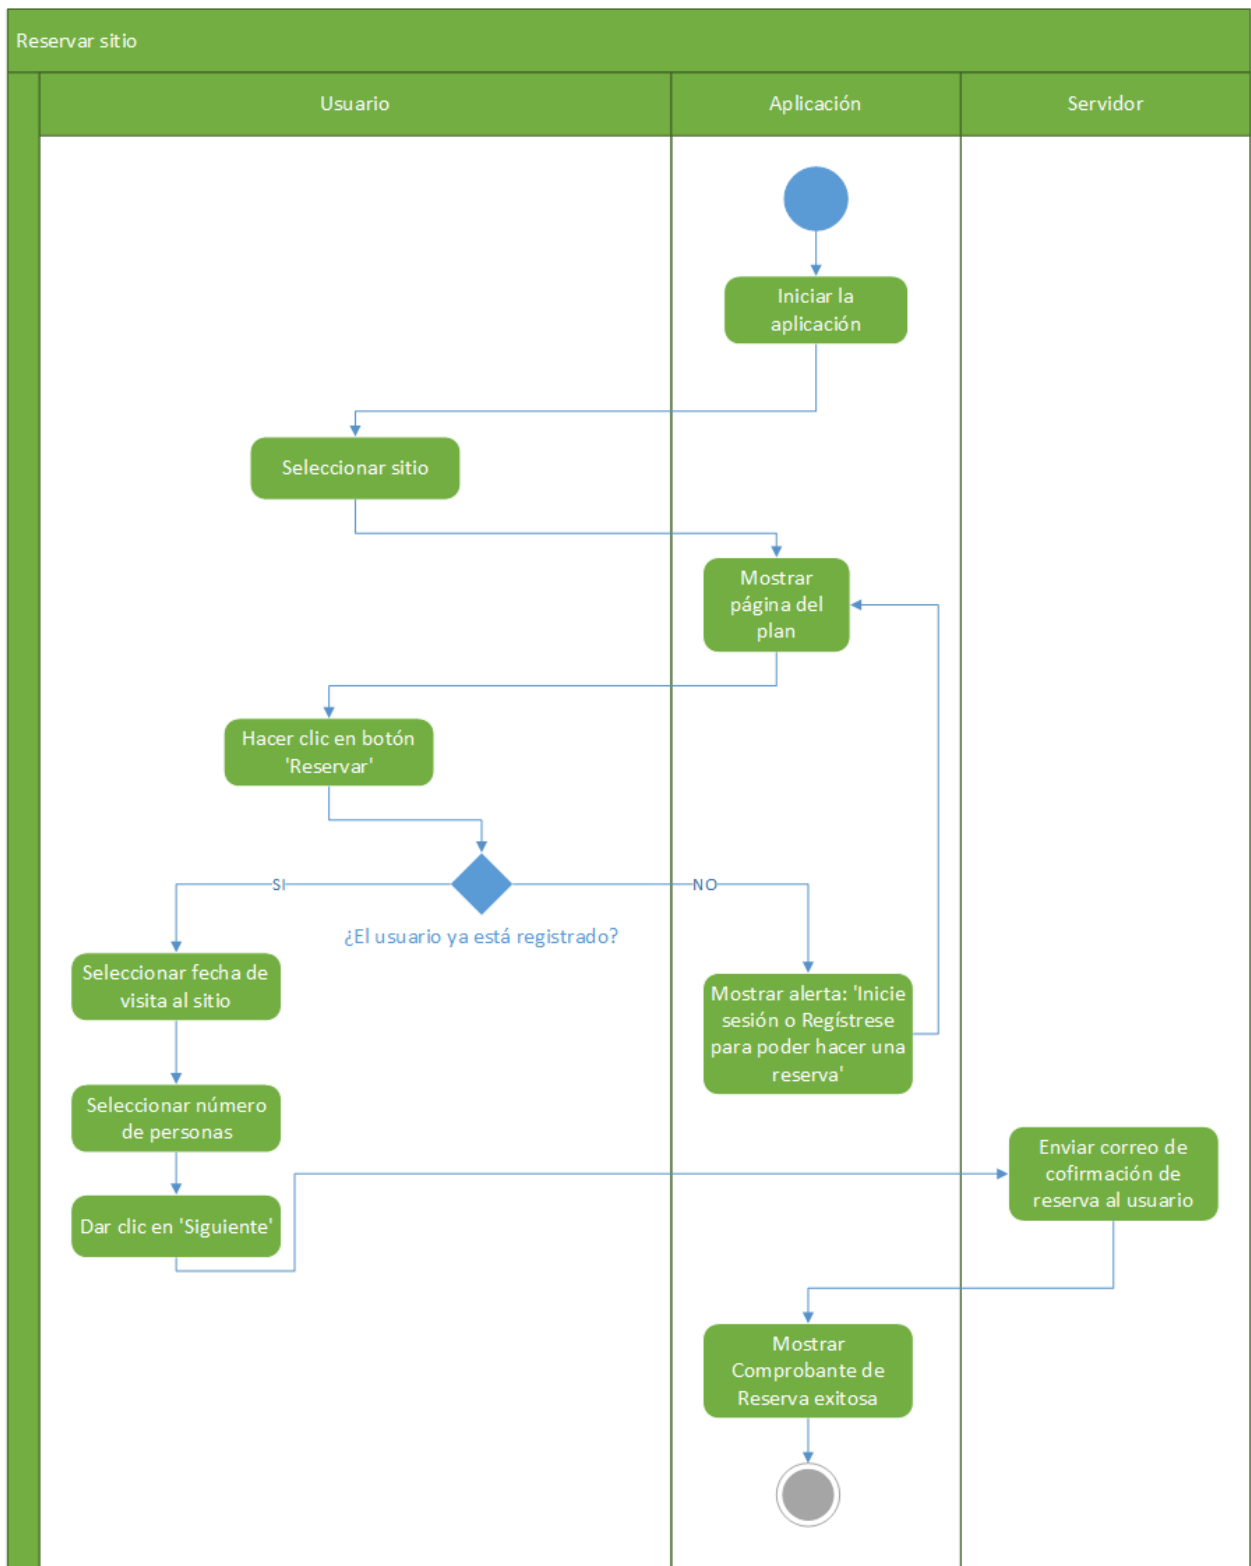 Reservar sitio
Usuario
Aplicación
Servidor
Iniciar la
aplicación
Seleccionar sitio
Mostrar
página del
plan
Hacer clic en botón
'Reservar'
SI
NO
¿El usuario ya está registrado?
Seleccionar fecha de
visita al sitio
Mostrar alerta: 'Inicie
sesión o Regístrese
para poder hacer una
reserva'
Seleccionar número
de personas
Enviar correo de
cofirmación de
reserva al usuario
Dar clic en 'Siguiente'
Mostrar
Comprobante de
Reserva exitosa